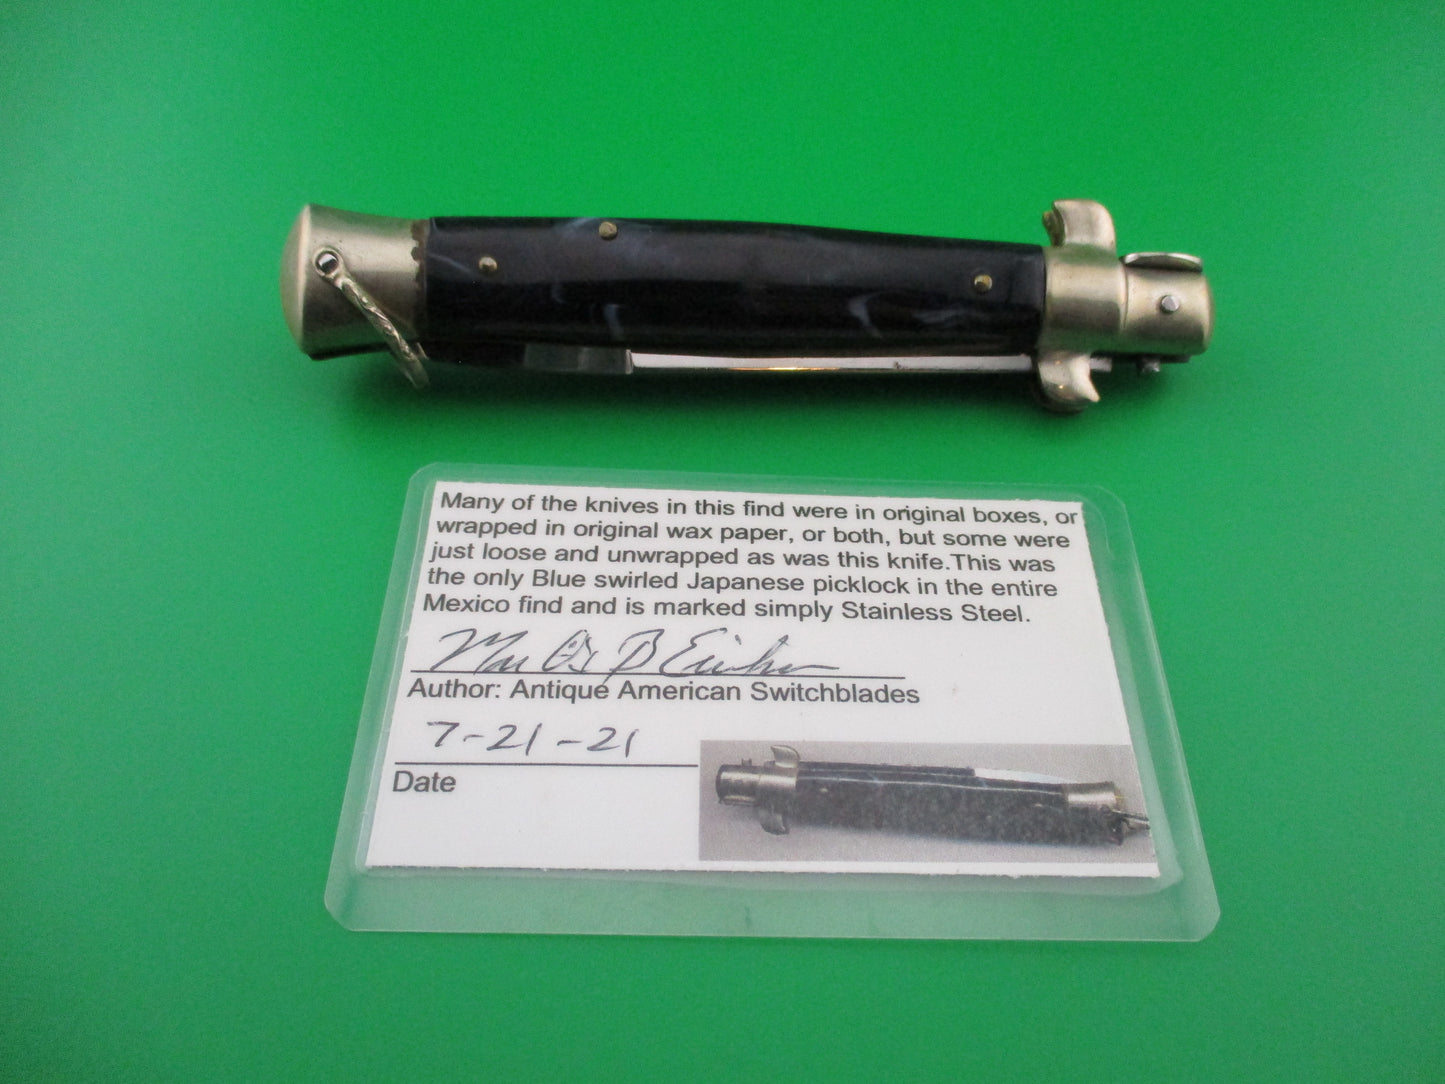 Many of the knives in this find were in original boxes, or
wrapped in original wax paper, or both, but some were
just loose and unwrapped as was this knife.This was
the only Blue swirled Japanese picklock in the entire
Mexico find and is marked simply Stainless Steel.
Author: Antique American Switchblades
7-21-21
Date